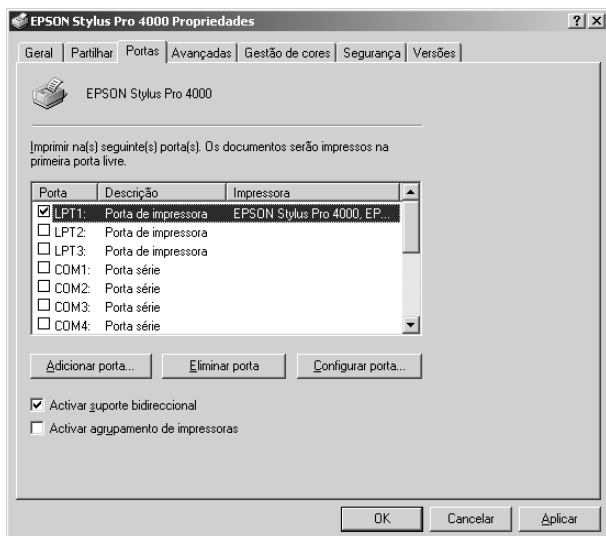 EPSON Stylus Pro 4000 Propriedades
Geral Partilhar Portas Avançadas Gestão de cores Segurança Versões
EPSON Stylus Pro 4000
Imprimir na(s) seguinte(s) porta(s). Os documentos serão impressos na
primeira porta livre.
Porta Descrição Impressora
LPT1: Porta de impressora EPSON Stylus Pro 4000, EP...
LPT2: Porta de impressora
LPT3: Porta de impressora
COM1: Porta série
COM2: Porta série
COM3: Porta série
COM4: Porta série
Adicionar porta... Eliminar porta Configurar porta...
Activar suporte bidireccional
Activar agrupamento de impressoras
OK Cancelar Aplicar